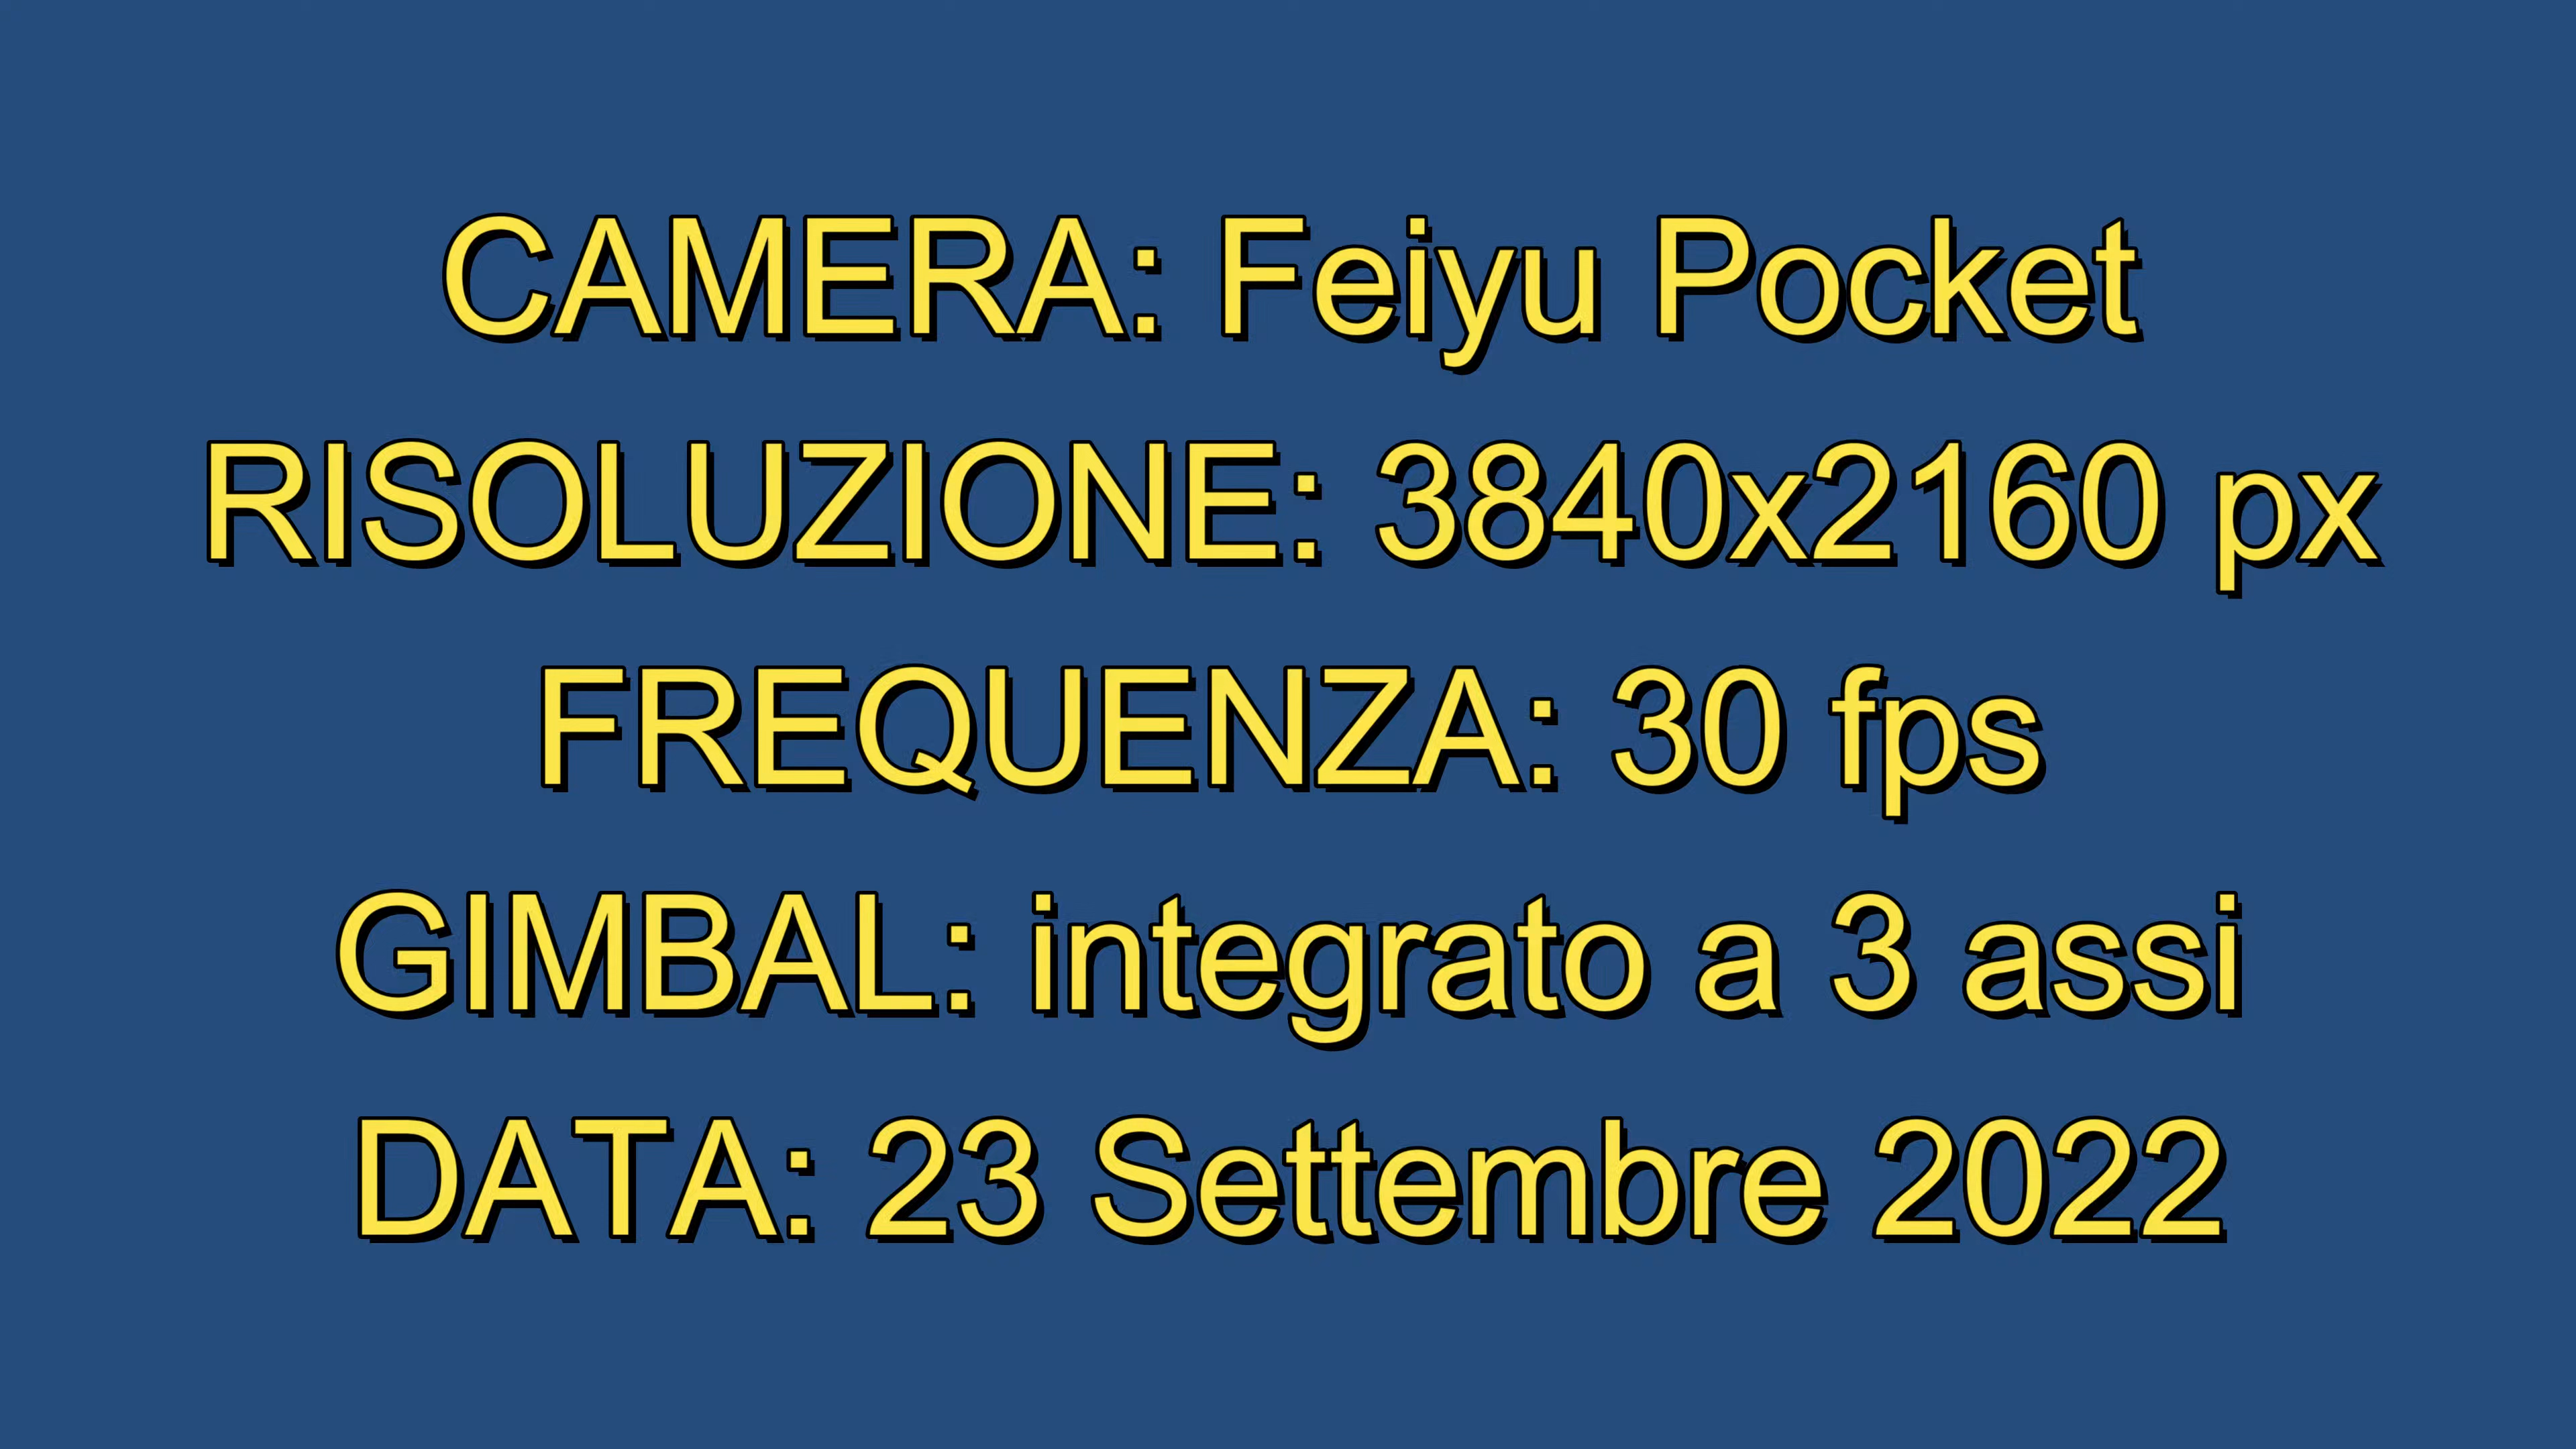 CAMERA: Feiyu Pocket
RISOLUZIONE: 3840x2160 px
FREQUENZA: 30 fps
GIMBAL: integrato a 3 assi
DATA: 23 Settembre 2022